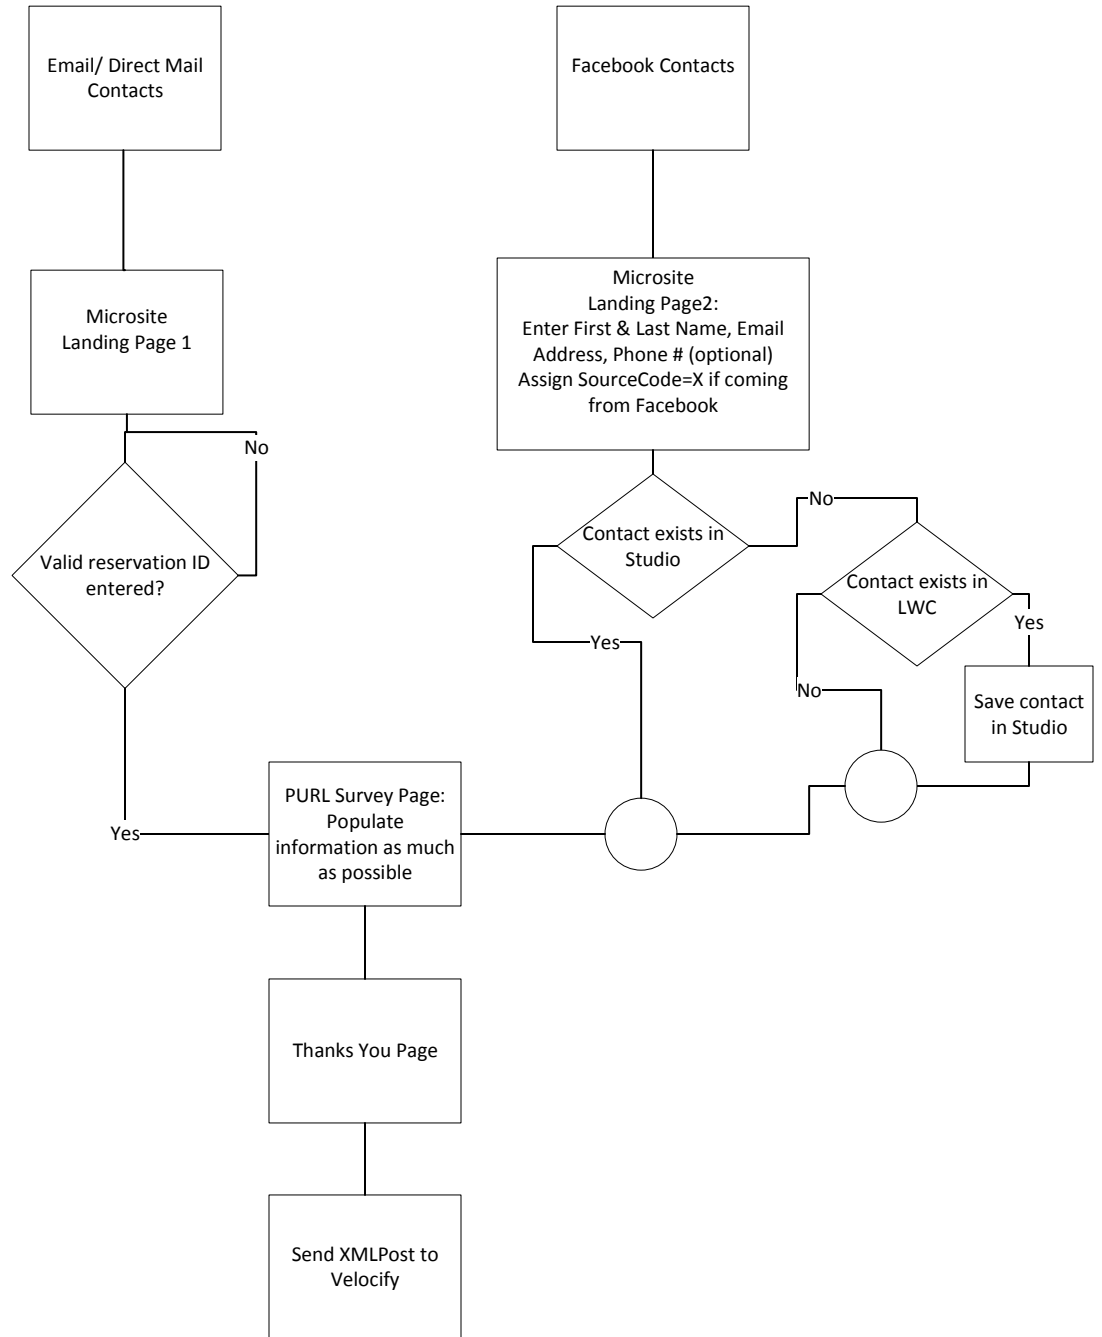 Email/ Direct Mail
Contacts
Facebook Contacts
Microsite
Landing Page 1
Microsite
Landing Page2:
Enter First & Last Name, Email
Address, Phone # (optional)
Assign SourceCode=X if coming
from Facebook
No
Valid reservation ID
entered?
Contact exists in
Studio
No
Contact exists in
LWC
Yes
Yes
No
Save contact
in Studio
Yes
PURL Survey Page:
Populate
information as much
as possible
Thanks You Page
Send XMLPost to
Velocify